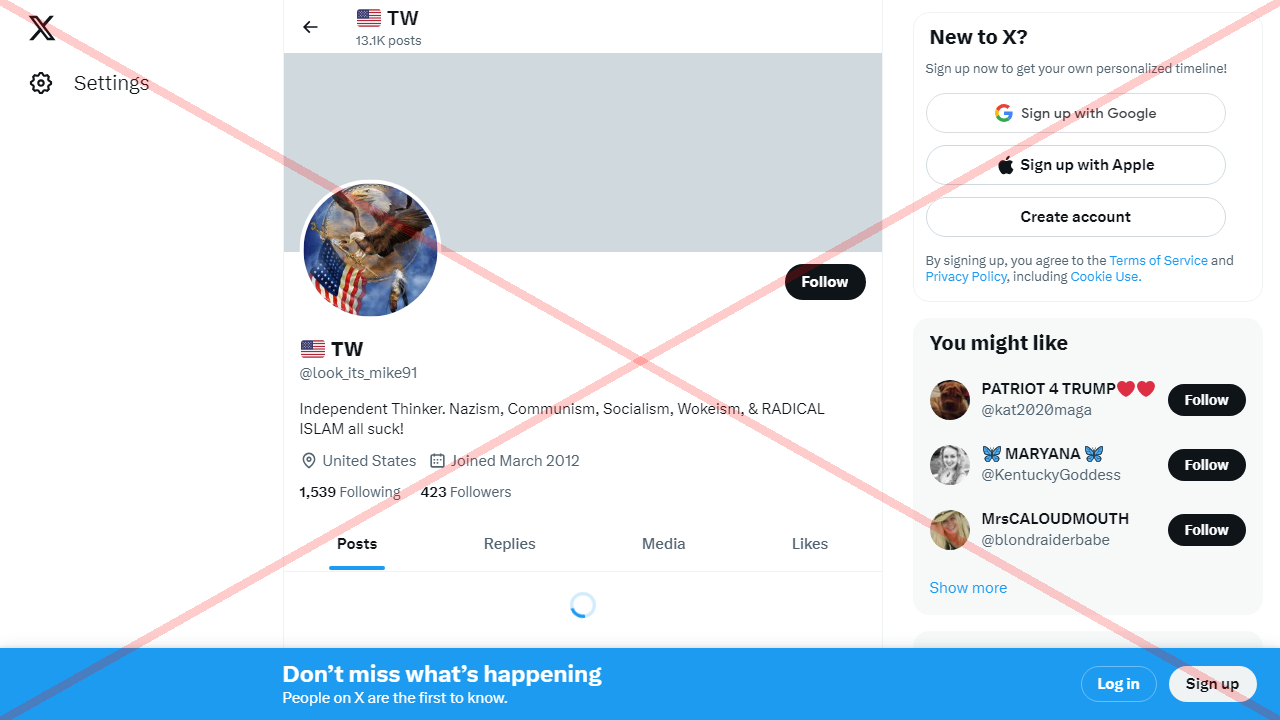 TW
13.1K posts
Settings
TW
@look_its_mike91
Follow
Independent Thinker. Nazism, Communism, Socialism, Wokeism, & RADICAL
ISLAM all suck!
United States Joined March 2012
1,539 Following 423 Followers
Posts Replies Media Likes
New to X?
Sign up now to get your own personalized timeline!
Sign up with Google
Sign up with Apple
Create account
By signing up, you agree to the Terms of Service and
Privacy Policy, including Cookie Use.
You might like
PATRIOT 4 TRUMP❤️❤️
@kat2020maga
Follow
🦋 MARYANA 🦋
@KentuckyGoddess
Follow
MrsCALOUDMOUTH
@blondraiderbabe
Follow
Show more
Don’t miss what’s happening
People on X are the first to know.
Log in
Sign up